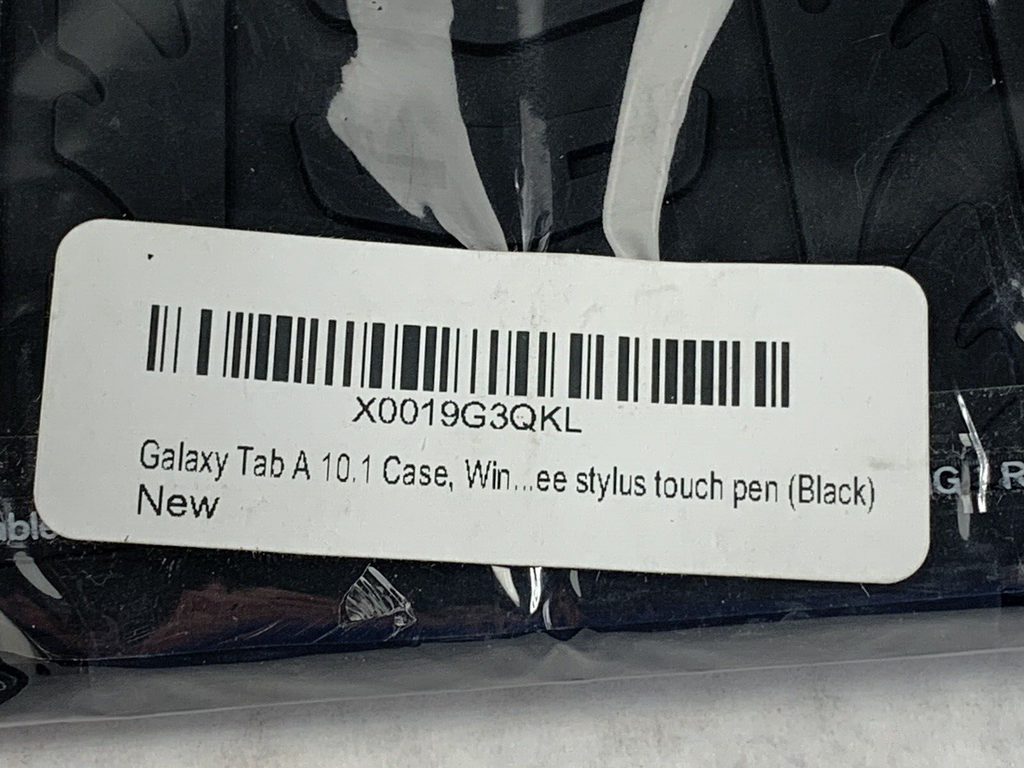 X0019G3QKL
Galaxy Tab A 10.1 Case, Win...ee stylus touch pen (Black)
New